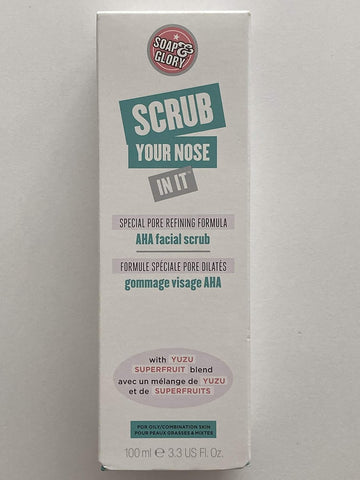 SOAP &
GLORY
SCRUB
YOUR NOSE
IN IT™
SPECIAL PORE REFINING FORMULA
AHA facial scrub
FORMULE SPÉCIALE PORE DILATÉS
gommage visage AHA
with YUZU
SUPERFRUIT blend
avec un mélange de YUZU
et de SUPERFRUITS
FOR OILY/COMBINATION SKIN
POUR PEAUX GRASSES & MIXTES
100 ml ℮ 3.3 US Fl. Oz.